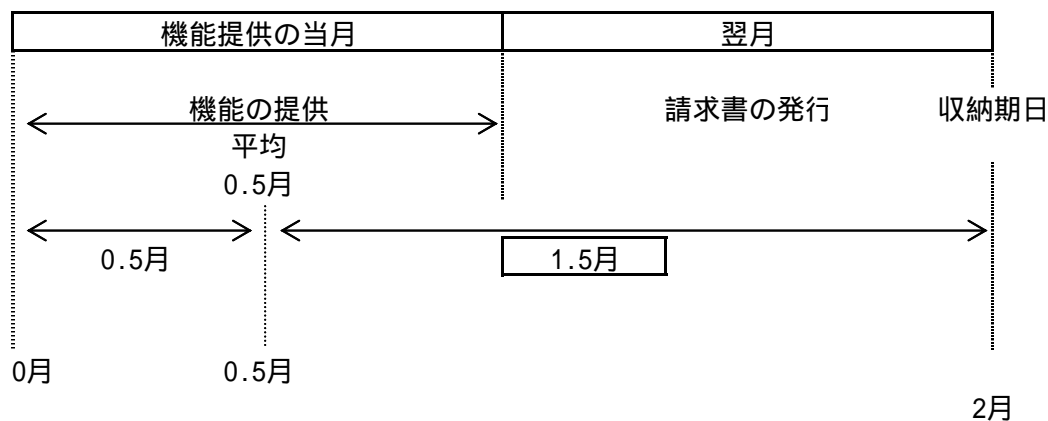 機能提供の当月 翌月
機能の提供 請求書の発行 収納期日
平均
0.5月
0.5月 1.5月
0月 0.5月
2月